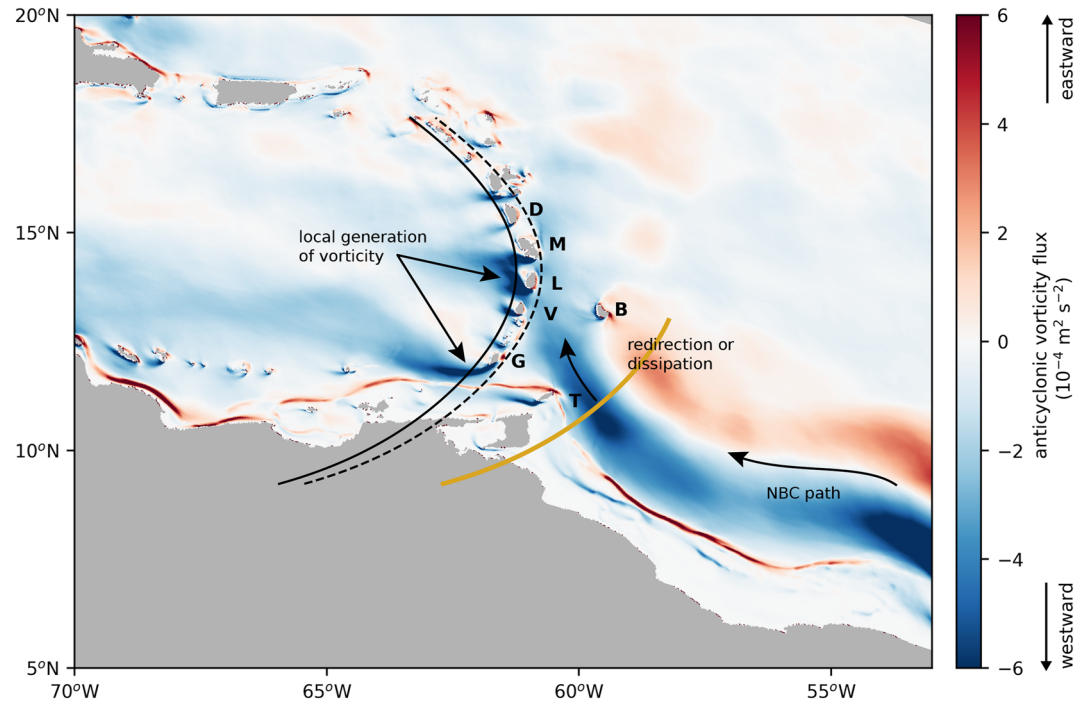 20°N
15°N
10°N
5°N
70°W
65°W
60°W
55°W
local generation
of vorticity
D
M
L
V
B
G
T
redirection or
dissipation
NBC path
6
4
2
0
−2
−4
−6
anticyclonic vorticity flux
(10⁻⁴ m² s⁻²)
eastward
westward